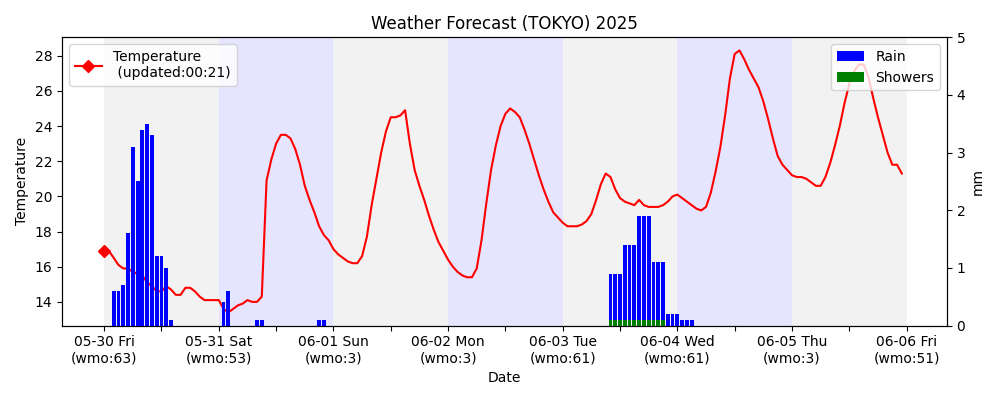 Weather Forecast (TOKYO) 2025
Temperature
(updated:00:21)
Rain
Showers
28
26
24
22
20
18
16
14
Temperature
5
4
3
2
1
0
mm
05-30 Fri
(wmo:63)
05-31 Sat
(wmo:53)
06-01 Sun
(wmo:3)
06-02 Mon
(wmo:3)
06-03 Tue
(wmo:61)
06-04 Wed
(wmo:61)
06-05 Thu
(wmo:3)
06-06 Fri
(wmo:51)
Date